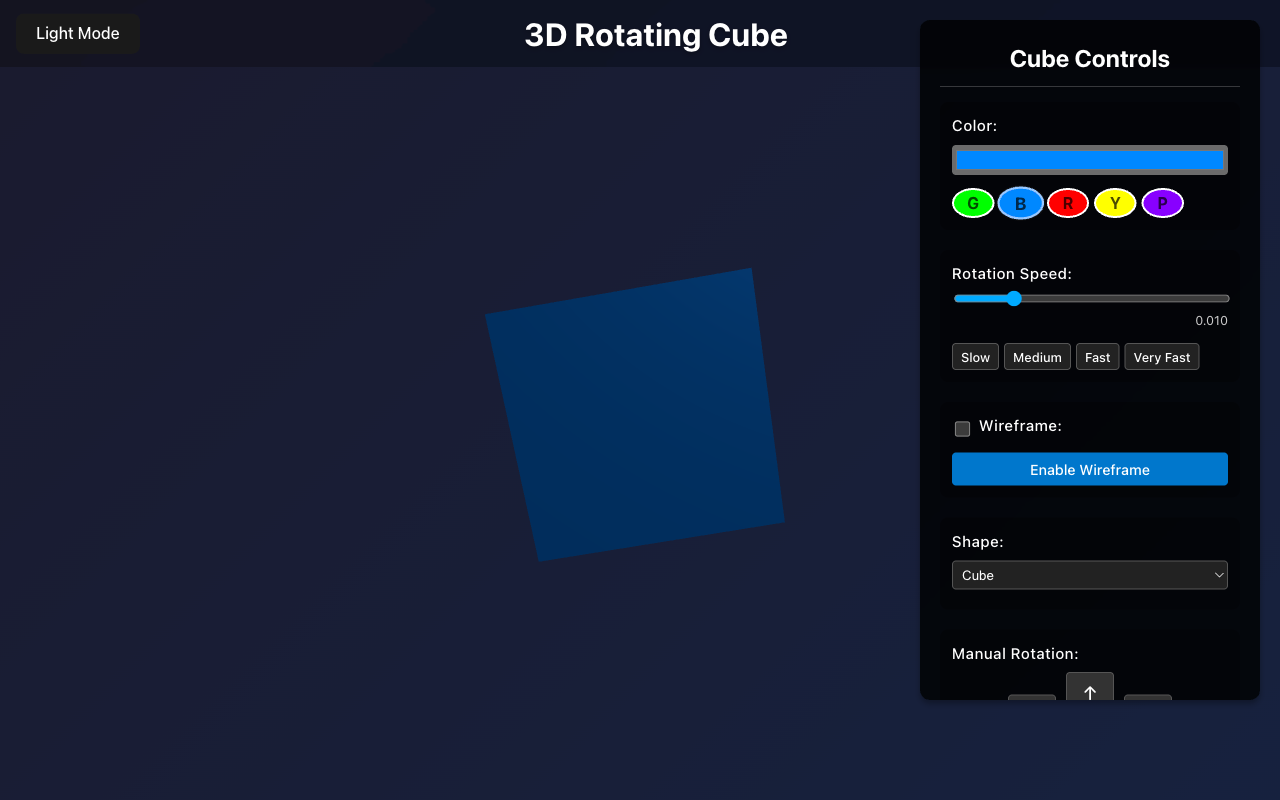 Light Mode
3D Rotating Cube
Cube Controls
Color:
G B R Y P
Rotation Speed:
0.010
Slow Medium Fast Very Fast
Wireframe:
Enable Wireframe
Shape:
Cube
Manual Rotation:
↑